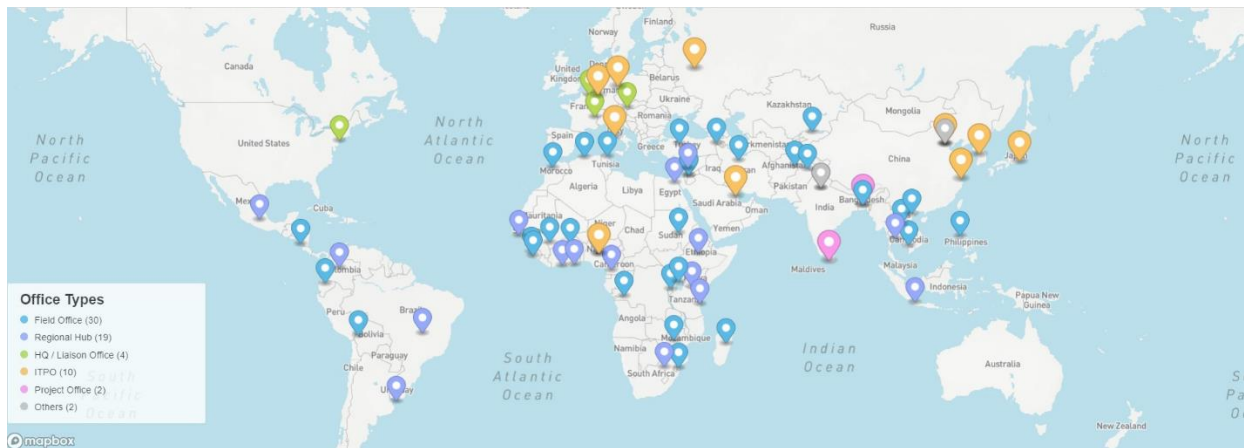 Finland
Russia
Norway
Canada
United
Kingdom
Belarus
Ukraine
Kazakhstan
Mongolia
France
Romania
North
Pacific
Ocean
United States
North
Atlantic
Ocean
Spain
Greece
Turkey
Turkmenistan
Afghanistan
China
Japan
North
Pacific
Ocean
Morocco
Tunisia
Iraq
Algeria
Libya
Egypt
Pakistan
Saudi Arabia
Oman
India
Bangladesh
Cuba
Mauritania
Niger
Chad
Sudan
Yemen
Philippines
Ethiopia
Cameroon
Maldives
Malaysia
Indonesia
Papua New
Guinea
Tanzania
Peru
Brazil
Bolivia
Angola
Mozambique
Namibia
Paraguay
Chile
South Africa
Uruguay
South
Atlantic
Ocean
Indian
Ocean
Australia
New Zealand
Office Types
Field Office (30)
Regional Hub (19)
HQ / Liaison Office (4)
ITPO (10)
Project Office (2)
Others (2)
mapbox